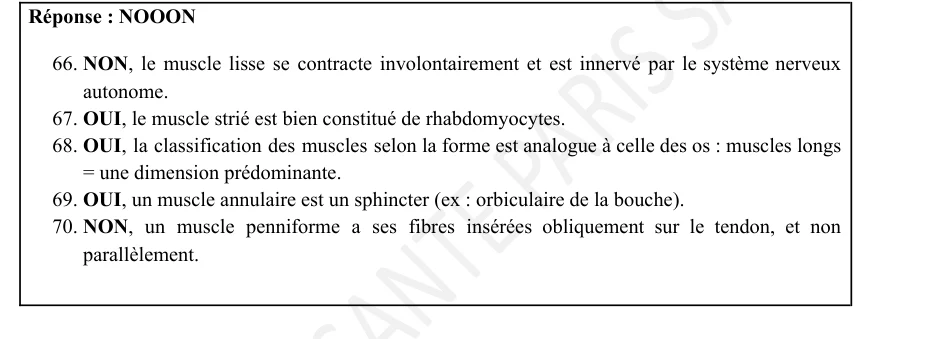 Réponse : NOOON
66. NON, le muscle lisse se contracte involontairement et est innervé par le système nerveux
autonome.
67. OUI, le muscle strié est bien constitué de rhabdomyocytes.
68. OUI, la classification des muscles selon la forme est analogue à celle des os : muscles longs
= une dimension prédominante.
69. OUI, un muscle annulaire est un sphincter (ex : orbiculaire de la bouche).
70. NON, un muscle penniforme a ses fibres insérées obliquement sur le tendon, et non
parallèlement.
SANTE PARIS